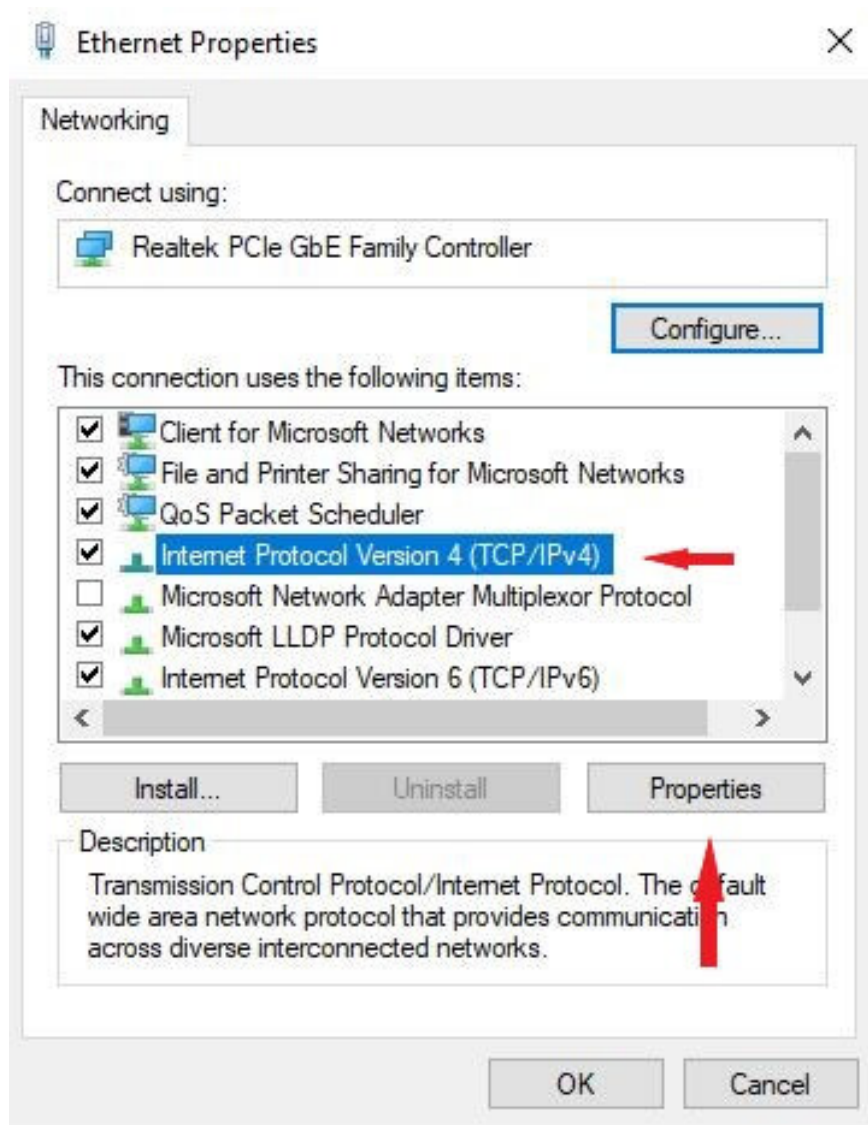 Ethernet Properties
Networking
Connect using:
Realtek PCIe GbE Family Controller
Configure...
This connection uses the following items:
Client for Microsoft Networks
File and Printer Sharing for Microsoft Networks
QoS Packet Scheduler
Internet Protocol Version 4 (TCP/IPv4)
Microsoft Network Adapter Multiplexor Protocol
Microsoft LLDP Protocol Driver
Internet Protocol Version 6 (TCP/IPv6)
Install...
Uninstall
Properties
Description
Transmission Control Protocol/Internet Protocol. The default
wide area network protocol that provides communication
across diverse interconnected networks.
OK
Cancel